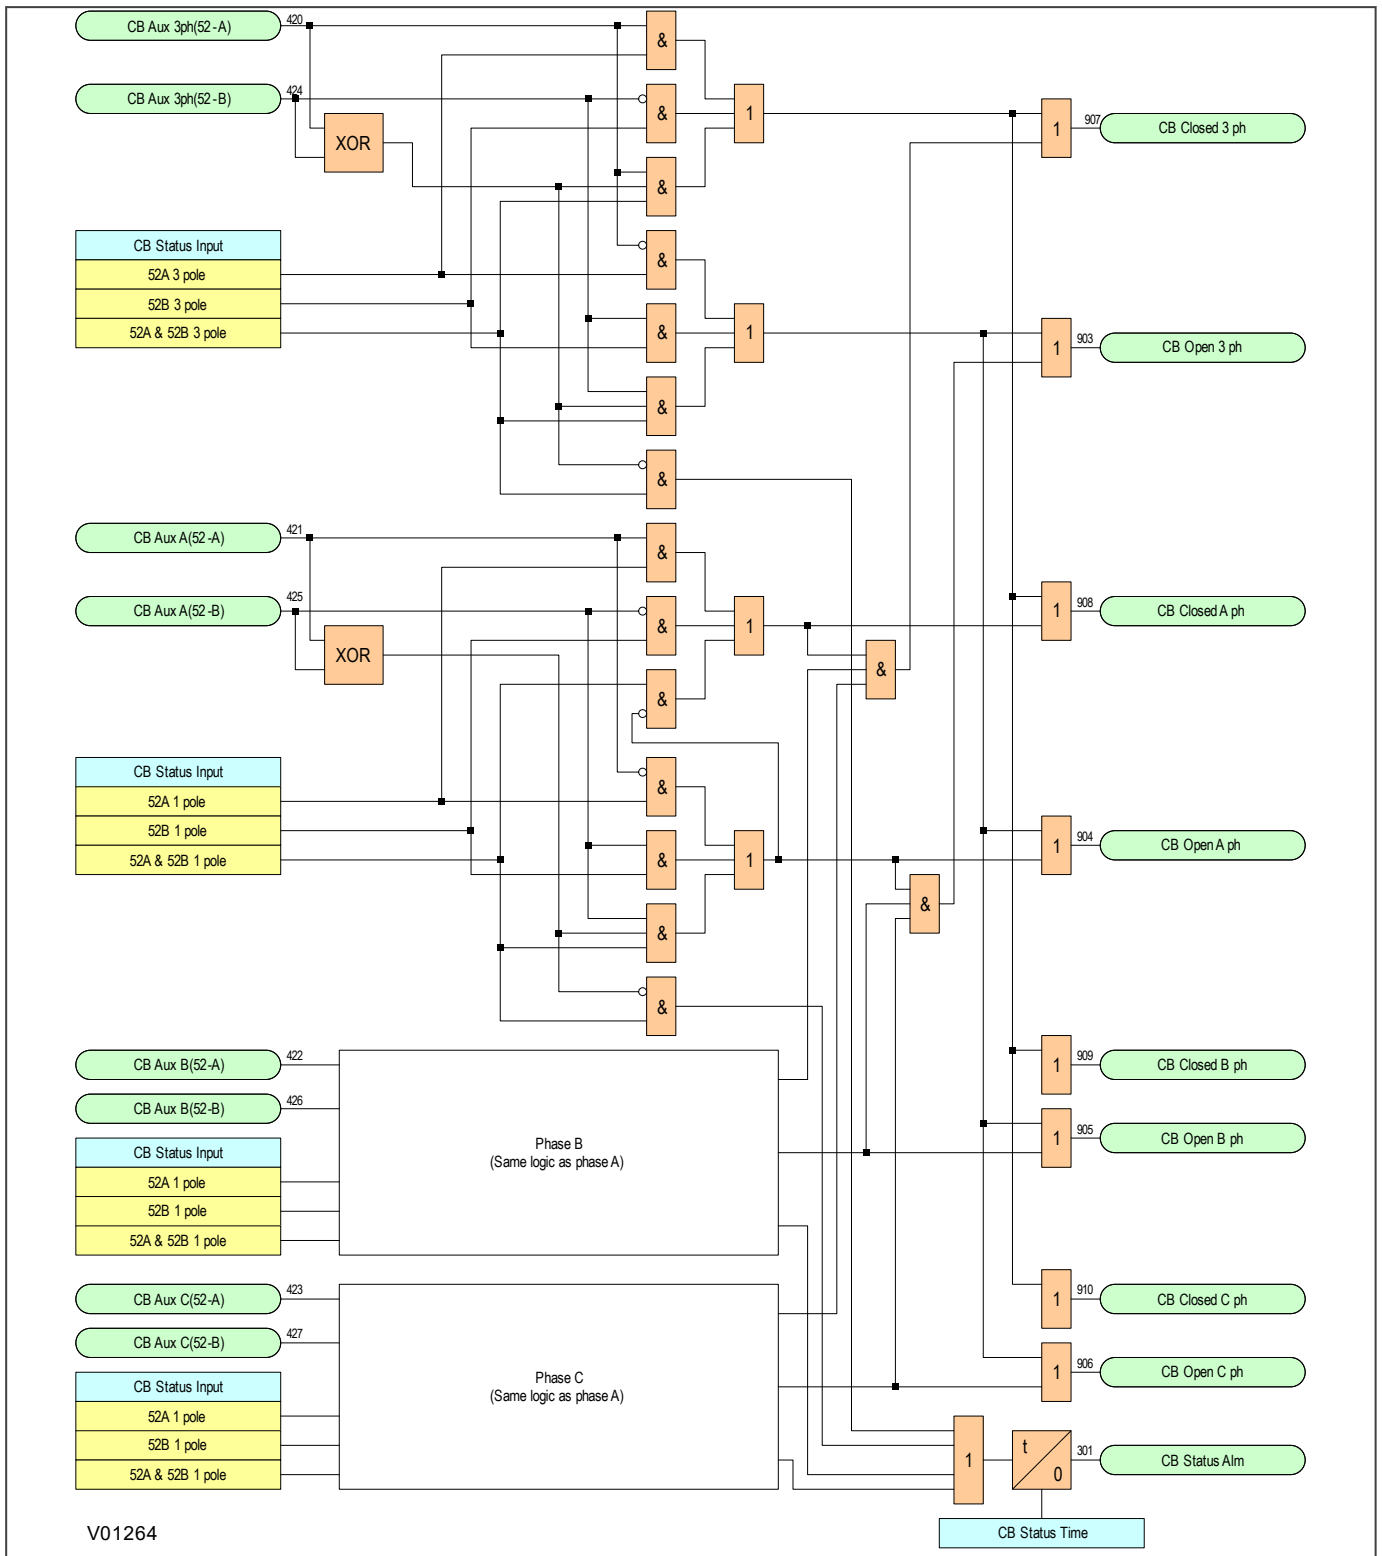 CB Aux 3ph(52-A)
420
&
CB Aux 3ph(52-B)
424
&
1
XOR
1
907
CB Closed 3 ph
&
CB Status Input
52A 3 pole
52B 3 pole
52A & 52B 3 pole
&
&
1
1
903
CB Open 3 ph
&
&
CB Aux A(52-A)
421
&
CB Aux A(52-B)
425
&
1
1
908
CB Closed A ph
XOR
&
&
CB Status Input
52A 1 pole
52B 1 pole
52A & 52B 1 pole
&
&
1
1
904
CB Open A ph
&
&
&
CB Aux B(52-A)
422
1
909
CB Closed B ph
CB Aux B(52-B)
426
Phase B
(Same logic as phase A)
1
905
CB Open B ph
CB Status Input
52A 1 pole
52B 1 pole
52A & 52B 1 pole
CB Aux C(52-A)
423
1
910
CB Closed C ph
CB Aux C(52-B)
427
Phase C
(Same logic as phase A)
1
906
CB Open C ph
CB Status Input
52A 1 pole
52B 1 pole
52A & 52B 1 pole
1
t
0
301
CB Status Alm
CB Status Time
V01264